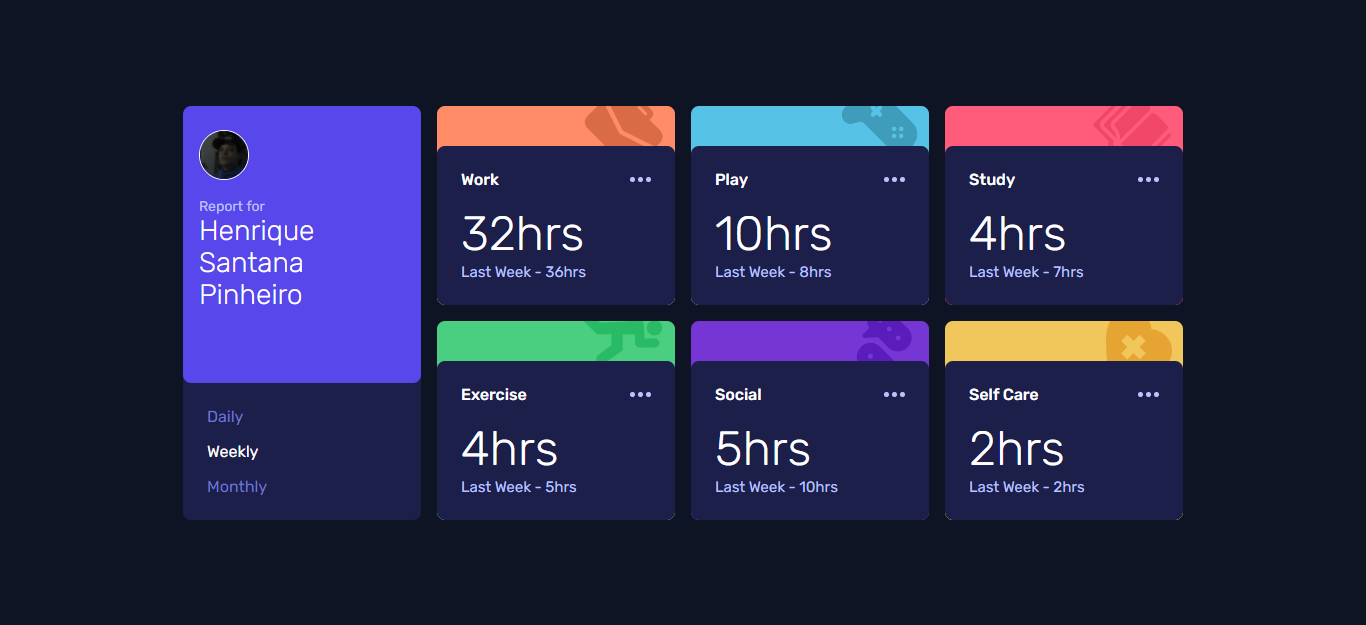 Report for
Henrique
Santana
Pinheiro
Daily
Weekly
Monthly
Work
32hrs
Last Week - 36hrs
Play
10hrs
Last Week - 8hrs
Study
4hrs
Last Week - 7hrs
Exercise
4hrs
Last Week - 5hrs
Social
5hrs
Last Week - 10hrs
Self Care
2hrs
Last Week - 2hrs